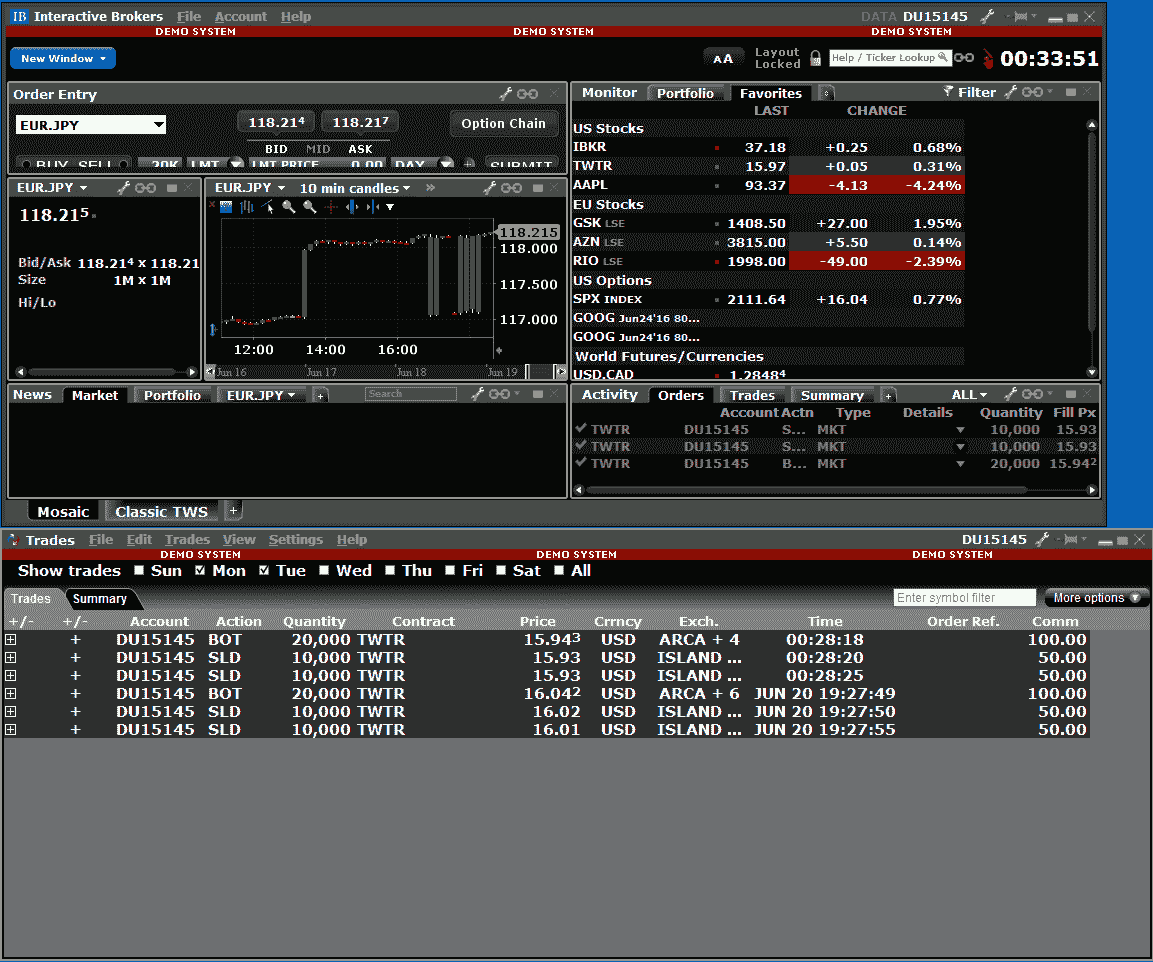 IB Interactive Brokers File Account Help DATA DU15145
DEMO SYSTEM DEMO SYSTEM DEMO SYSTEM
New Window AA Layout Locked Help / Ticker Lookup 00:33:51
Order Entry
EUR.JPY 118.21⁴ 118.21⁷ Option Chain
BID MID ASK
BUY SELL 20K LMT LMT PRICE 0.00 DAY + SUBMIT
EUR.JPY
118.21⁵
Bid/Ask 118.21⁴ x 118.21
Size 1M x 1M
Hi/Lo
EUR.JPY 10 min candles »
118.215
118.000
117.500
117.000
12:00 14:00 16:00
Jun 16 Jun 17 Jun 18 Jun 19
Monitor Portfolio Favorites Filter
LAST CHANGE
US Stocks
IBKR 37.18 +0.25 0.68%
TWTR 15.97 +0.05 0.31%
AAPL 93.37 -4.13 -4.24%
EU Stocks
GSK LSE 1408.50 +27.00 1.95%
AZN LSE 3815.00 +5.50 0.14%
RIO LSE 1998.00 -49.00 -2.39%
US Options
SPX INDEX 2111.64 +16.04 0.77%
GOOG Jun24'16 80...
GOOG Jun24'16 80...
World Futures/Currencies
USD.CAD 1.2848⁴
News Market Portfolio EUR.JPY + Search
Activity Orders Trades Summary + ALL
Account Actn Type Details Quantity Fill Px
TWTR DU15145 S... MKT 10,000 15.93
TWTR DU15145 S... MKT 10,000 15.93
TWTR DU15145 B... MKT 20,000 15.94²
Mosaic Classic TWS +
Trades File Edit Trades View Settings Help DU15145
DEMO SYSTEM DEMO SYSTEM DEMO SYSTEM
Show trades Sun Mon Tue Wed Thu Fri Sat All
Trades Summary Enter symbol filter More options
+/- +/- Account Action Quantity Contract Price Crrncy Exch. Time Order Ref. Comm
+ DU15145 BOT 20,000 TWTR 15.94³ USD ARCA + 4 00:28:18 100.00
+ DU15145 SLD 10,000 TWTR 15.93 USD ISLAND ... 00:28:20 50.00
+ DU15145 SLD 10,000 TWTR 15.93 USD ISLAND ... 00:28:25 50.00
+ DU15145 BOT 20,000 TWTR 16.04² USD ARCA + 6 JUN 20 19:27:49 100.00
+ DU15145 SLD 10,000 TWTR 16.02 USD ISLAND ... JUN 20 19:27:50 50.00
+ DU15145 SLD 10,000 TWTR 16.01 USD ISLAND ... JUN 20 19:27:55 50.00